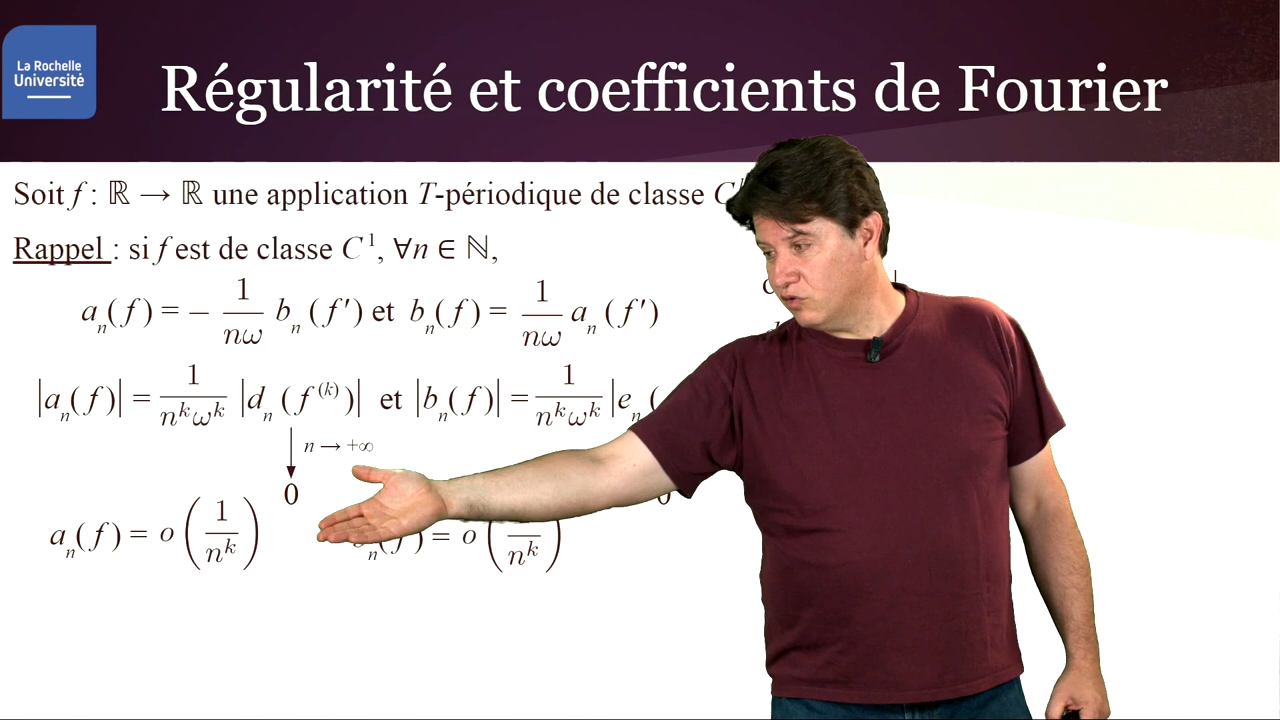 La Rochelle
Université
Régularité et coefficients de Fourier
Soit f : ℝ → ℝ une application T-périodique de classe C
Rappel : si f est de classe C¹, ∀n ∈ ℕ,
aₙ(f) = − 1/(nω) bₙ(f′) et bₙ(f) = 1/(nω) aₙ(f′)
|aₙ(f)| = 1/(nᵏωᵏ) |dₙ(f⁽ᵏ⁾)| et |bₙ(f)| = 1/(nᵏωᵏ) |eₙ(
n → +∞
0
aₙ(f) = o(1/nᵏ) (f) = o( /nᵏ)